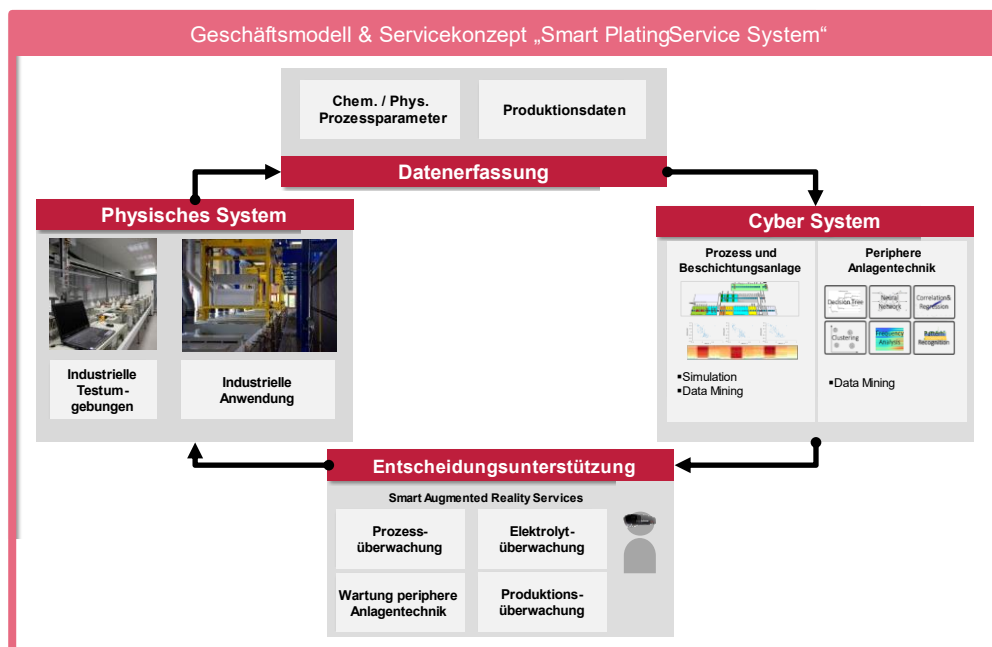 Geschäftsmodell & Servicekonzept „Smart PlatingService System“
Chem. / Phys.
Prozessparameter
Produktionsdaten
Datenerfassung
Physisches System
Industrielle
Testum-
gebungen
Industrielle
Anwendung
Cyber System
Prozess und
Beschichtungsanlage
▪Simulation
▪Data Mining
Periphere
Anlagentechnik
Decision Tree
Neural
Network
Correlation&
Regression
Clustering
Frequency
Analysis
Pattern
Recognition
▪Data Mining
Entscheidungsunterstützung
Smart Augmented Reality Services
Prozess-
überwachung
Elektrolyt-
überwachung
Wartung periphere
Anlagentechnik
Produktions-
überwachung